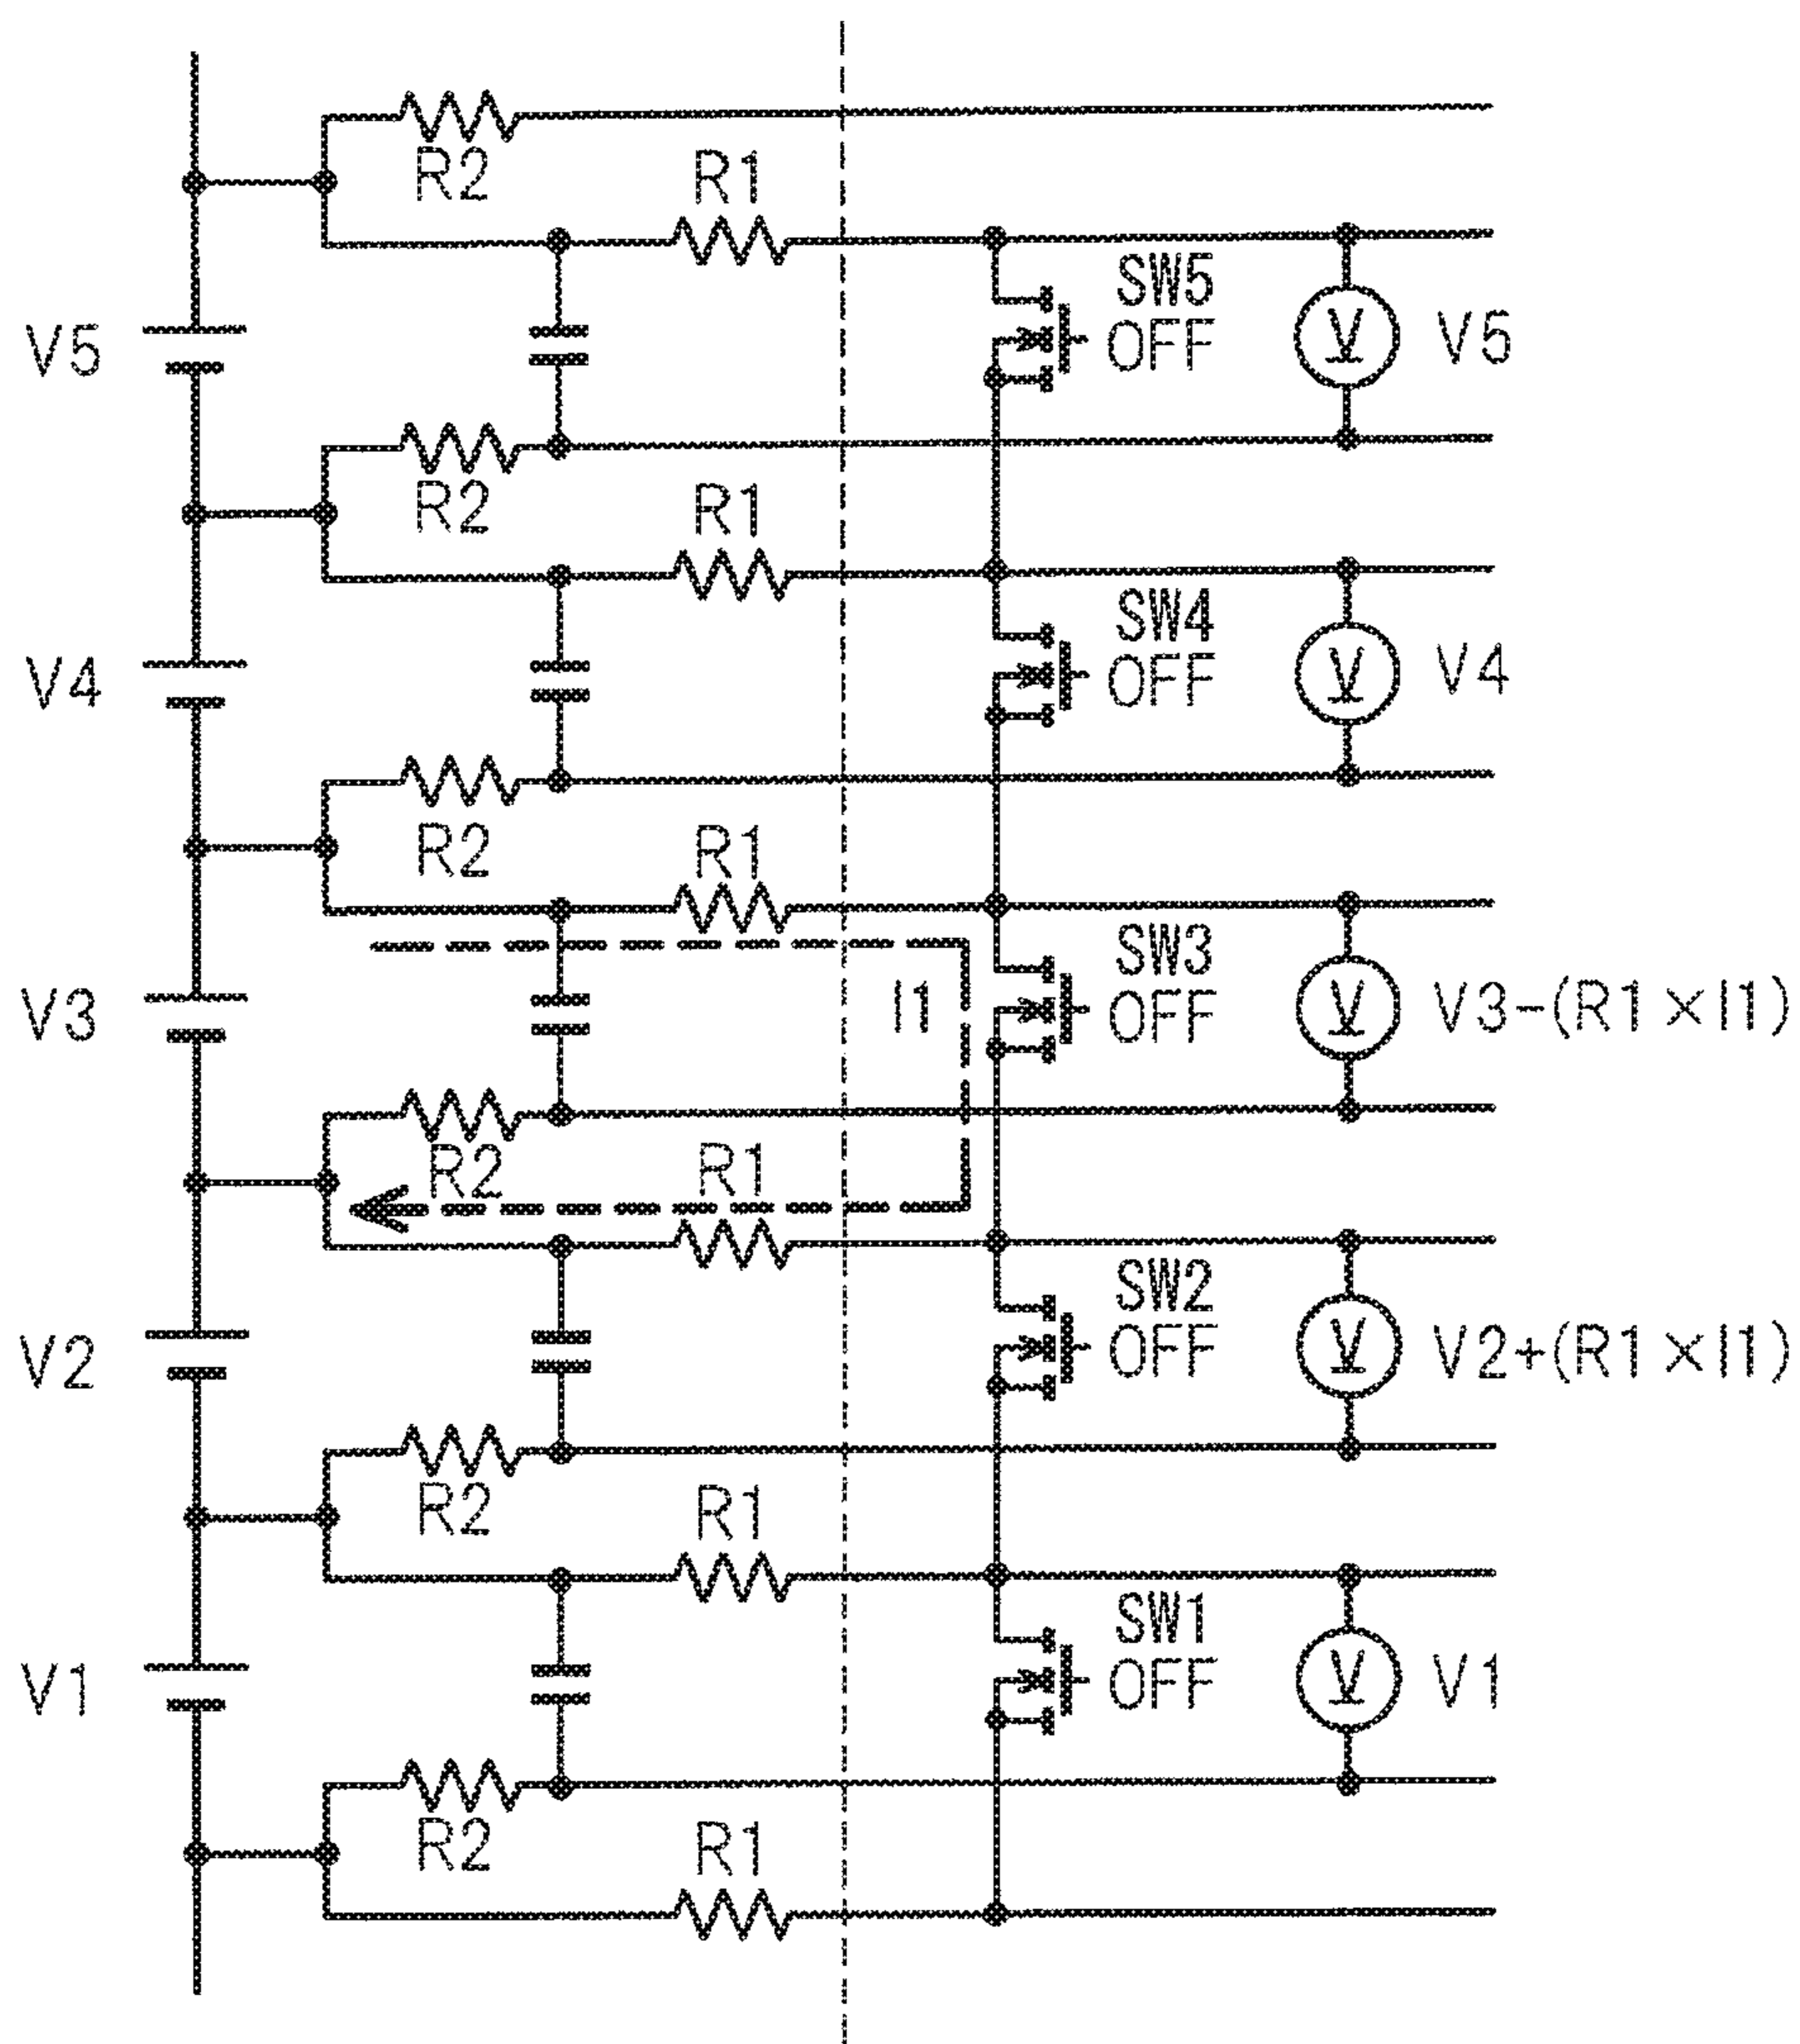 R2
R1
SW5
V5
OFF
V
V5
R2
R1
SW4
V4
OFF
V
V4
R2
R1
SW3
V3
I1
OFF
V
V3-(R1×I1)
R2
R1
SW2
V2
OFF
V
V2+(R1×I1)
R2
R1
SW1
V1
OFF
V
V1
R2
R1